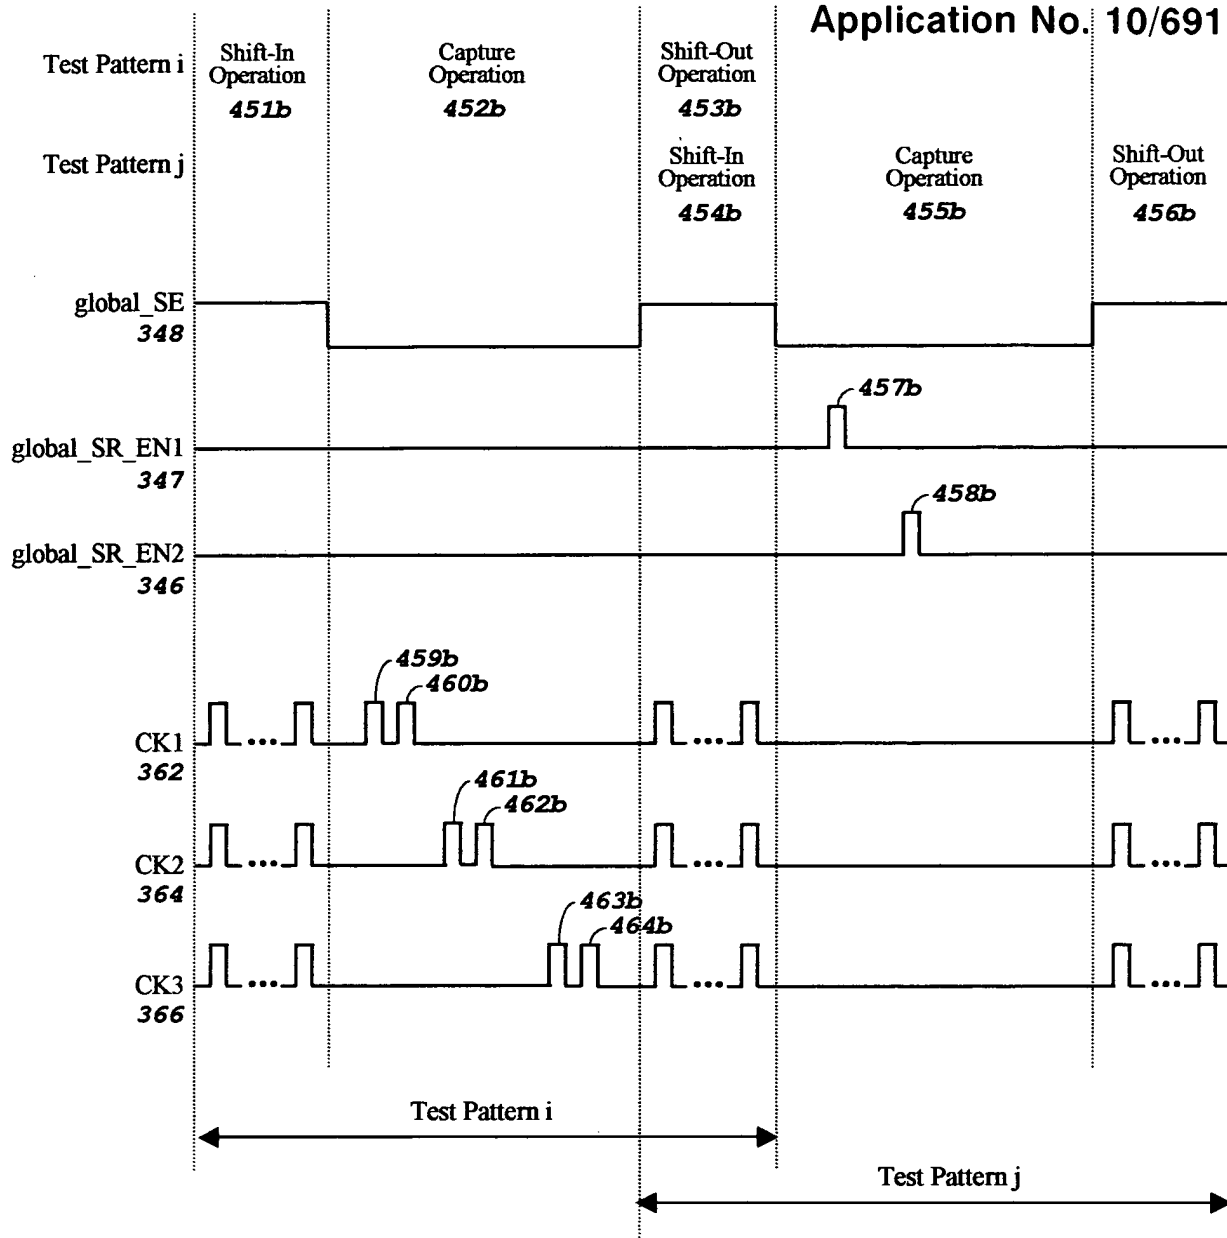 Application No. 10/691
Test Pattern i
Shift-In
Operation
451b
Capture
Operation
452b
Shift-Out
Operation
453b
Test Pattern j
Shift-In
Operation
454b
Capture
Operation
455b
Shift-Out
Operation
456b
global_SE
348
457b
global_SR_EN1
347
458b
global_SR_EN2
346
459b
460b
CK1
362
461b
462b
CK2
364
463b
464b
CK3
366
Test Pattern i
Test Pattern j